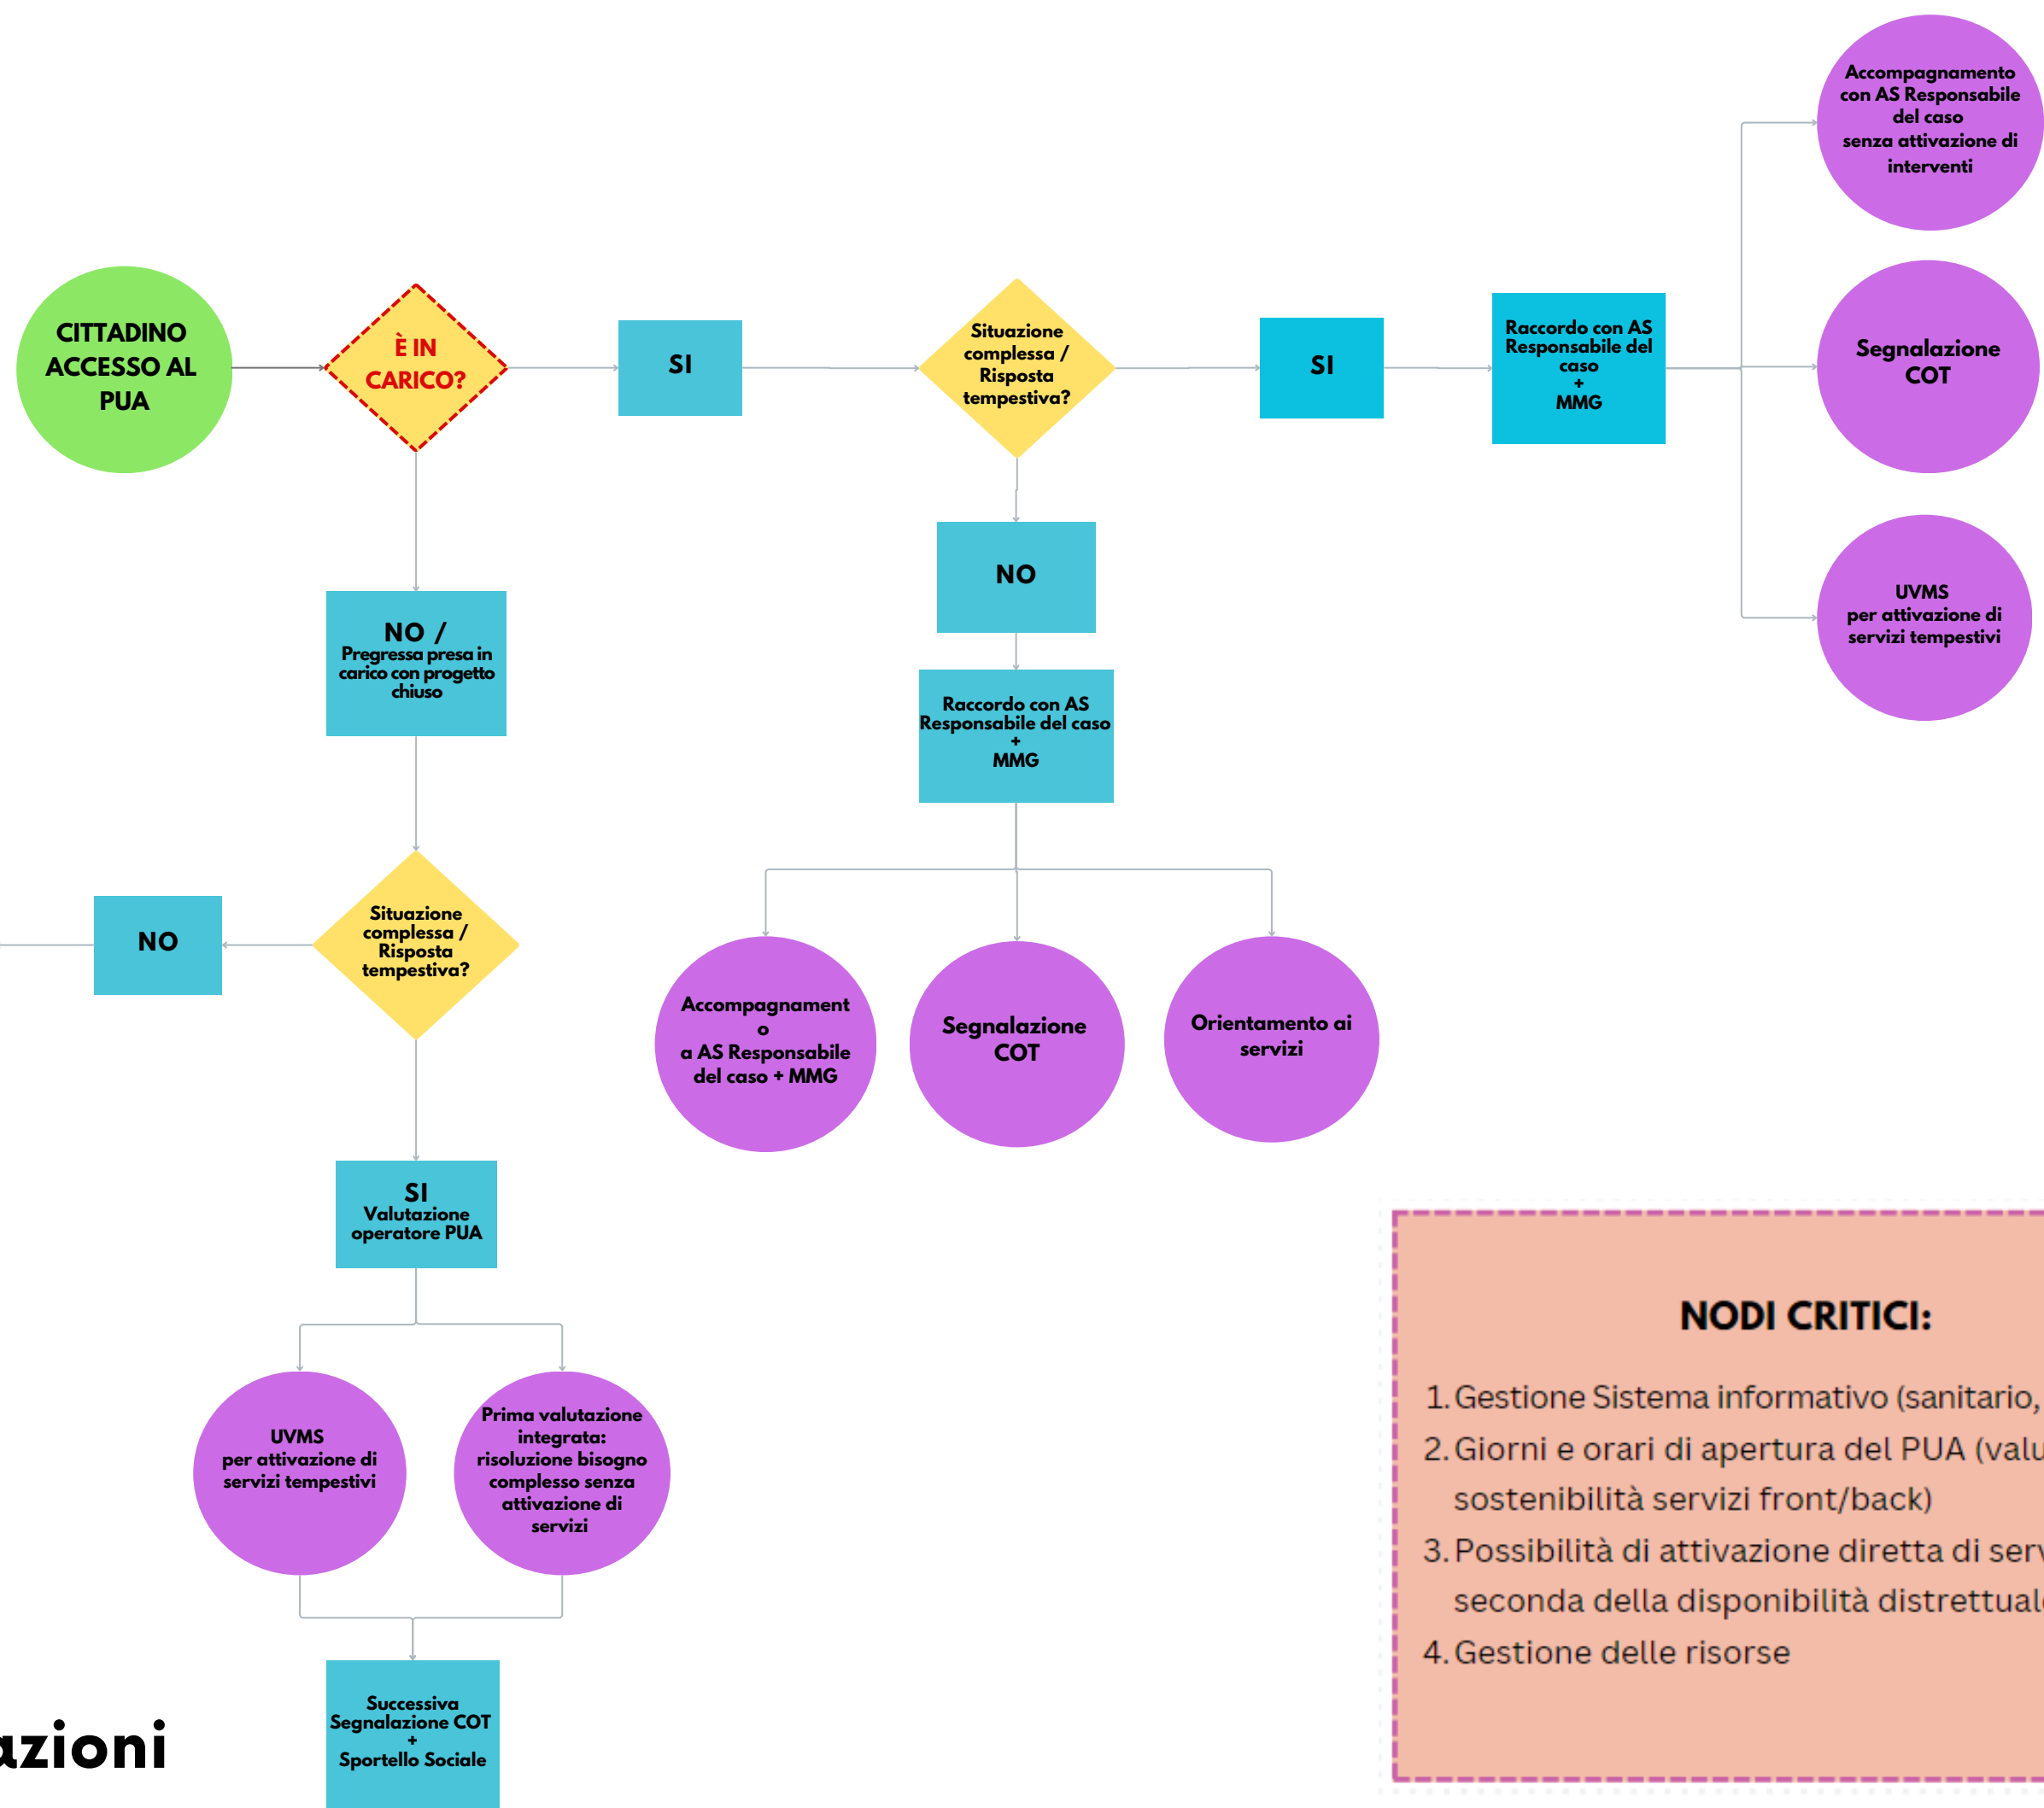 Accompagnamento
con AS Responsabile
del caso
senza attivazione di
interventi
CITTADINO
ACCESSO AL
PUA
È IN
CARICO?
SI
Situazione
complessa /
Risposta
tempestiva?
SI
Raccordo con AS
Responsabile del
caso
+
MMG
Segnalazione
COT
UVMS
per attivazione di
servizi tempestivi
NO
NO /
Pregressa presa in
carico con progetto
chiuso
Raccordo con AS
Responsabile del caso
+
MMG
NO
Situazione
complessa /
Risposta
tempestiva?
Accompagnament
o
a AS Responsabile
del caso + MMG
Segnalazione
COT
Orientamento ai
servizi
SI
Valutazione
operatore PUA
UVMS
per attivazione di
servizi tempestivi
Prima valutazione
integrata:
risoluzione bisogno
complesso senza
attivazione di
servizi
Successiva
Segnalazione COT
+
Sportello Sociale
NODI CRITICI:
1. Gestione Sistema informativo (sanitario,
2. Giorni e orari di apertura del PUA (valu
sostenibilità servizi front/back)
3. Possibilità di attivazione diretta di serv
seconda della disponibilità distrettuale
4. Gestione delle risorse
azioni